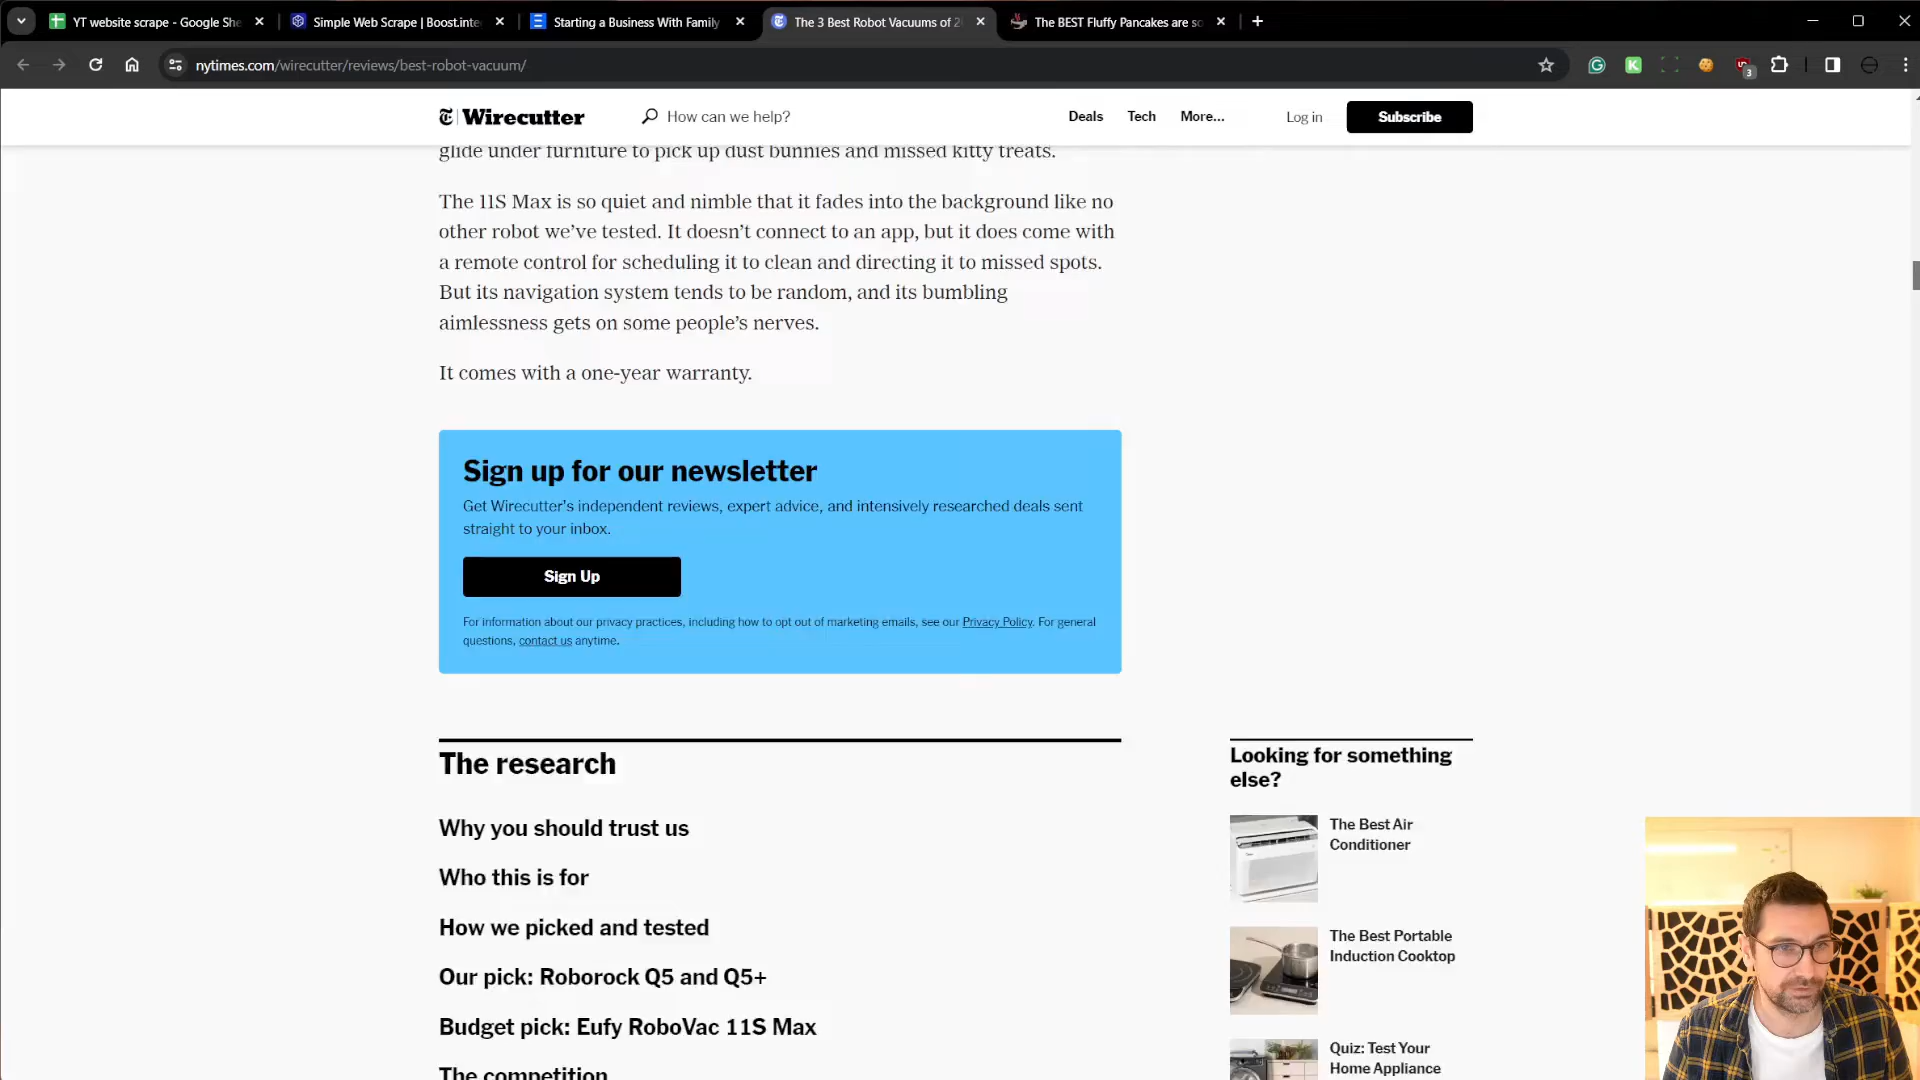 YT website scrape - Google She
Simple Web Scrape | Boost.inte
Starting a Business With Family
The 3 Best Robot Vacuums of 2
The BEST Fluffy Pancakes are so
nytimes.com/wirecutter/reviews/best-robot-vacuum/
3
Wirecutter
How can we help?
Deals
Tech
More...
Log in
Subscribe
glide under furniture to pick up dust bunnies and missed kitty treats.
The 11S Max is so quiet and nimble that it fades into the background like no
other robot we’ve tested. It doesn’t connect to an app, but it does come with
a remote control for scheduling it to clean and directing it to missed spots.
But its navigation system tends to be random, and its bumbling
aimlessness gets on some people’s nerves.
It comes with a one-year warranty.
Sign up for our newsletter
Get Wirecutter’s independent reviews, expert advice, and intensively researched deals sent
straight to your inbox.
Sign Up
For information about our privacy practices, including how to opt out of marketing emails, see our Privacy Policy. For general
questions, contact us anytime.
The research
Why you should trust us
Who this is for
How we picked and tested
Our pick: Roborock Q5 and Q5+
Budget pick: Eufy RoboVac 11S Max
The competition
Looking for something
else?
The Best Air
Conditioner
The Best Portable
Induction Cooktop
Quiz: Test Your
Home Appliance